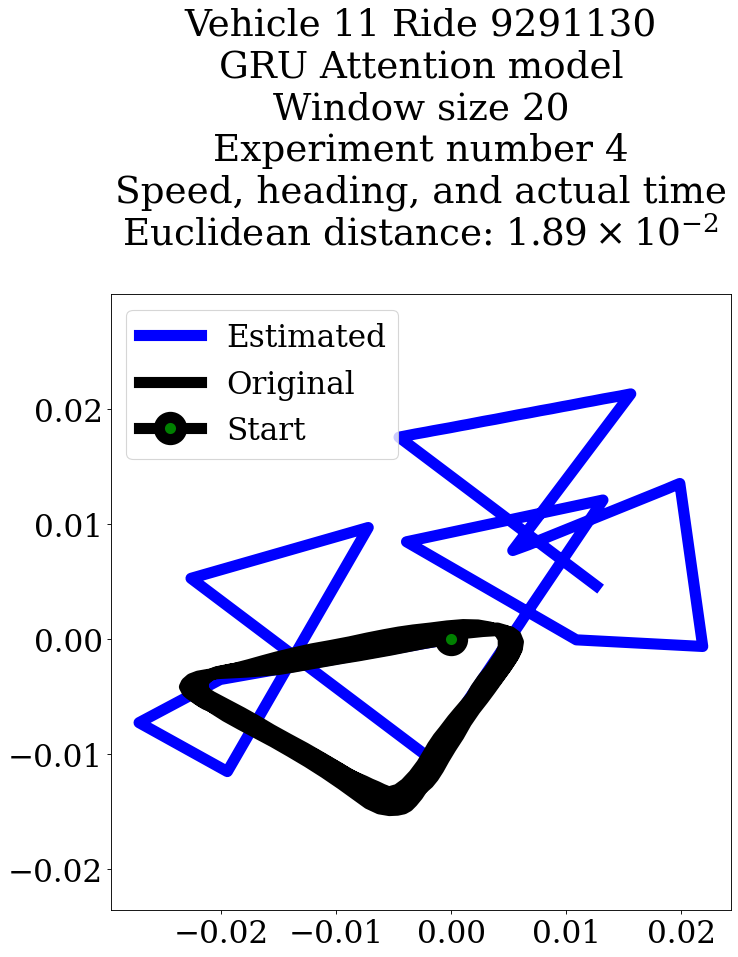 Vehicle 11 Ride 9291130
GRU Attention model
Window size 20
Experiment number 4
Speed, heading, and actual time
Euclidean distance: 1.89 × 10⁻²
Estimated
Original
Start
0.02
0.01
0.00
−0.01
−0.02
−0.02 −0.01 0.00 0.01 0.02